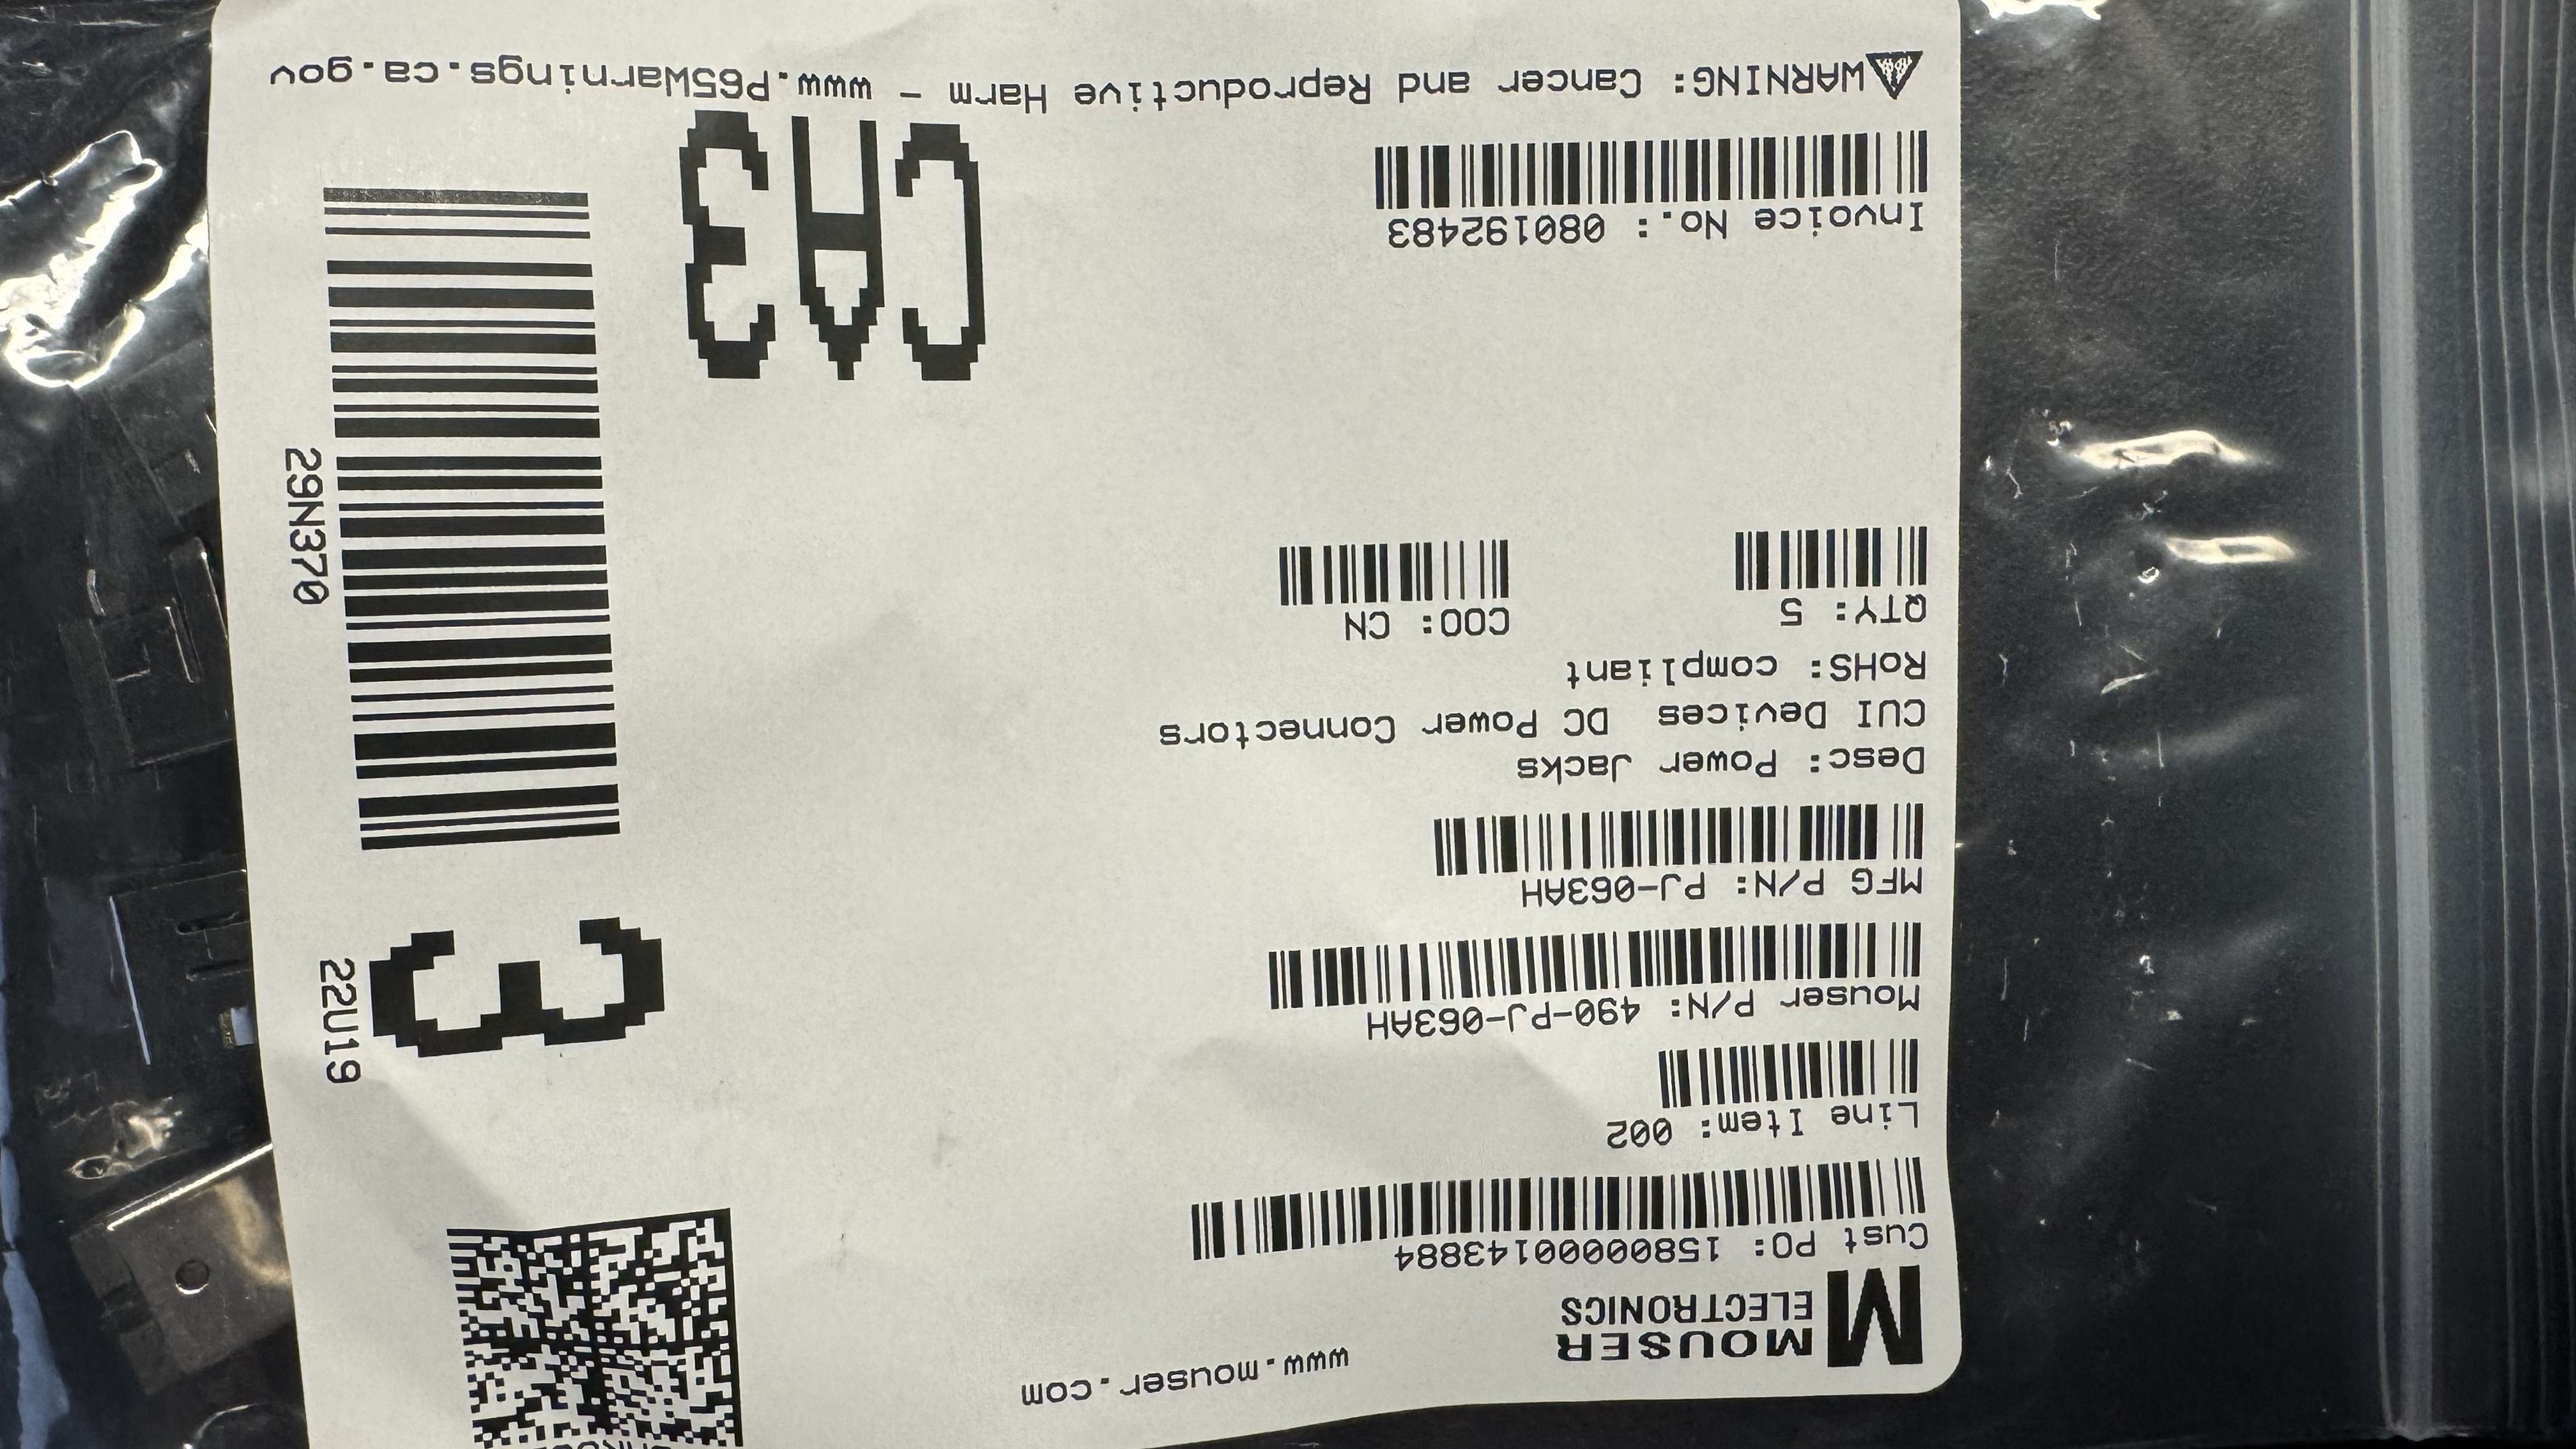 www.mouser.com
MOUSER
ELECTRONICS
Cust PO: 15800000143884
Line Item: 002
Mouser P/N: 490-PJ-063AH
MFG P/N: PJ-063AH
Desc: Power Jacks
CUI Devices DC Power Connectors
RoHS: compliant
QTY: 5 COO: CN
Invoice No.: 080192483
CA3
WARNING: Cancer and Reproductive Harm - www.P65Warnings.ca.gov
22U19
3
29N370